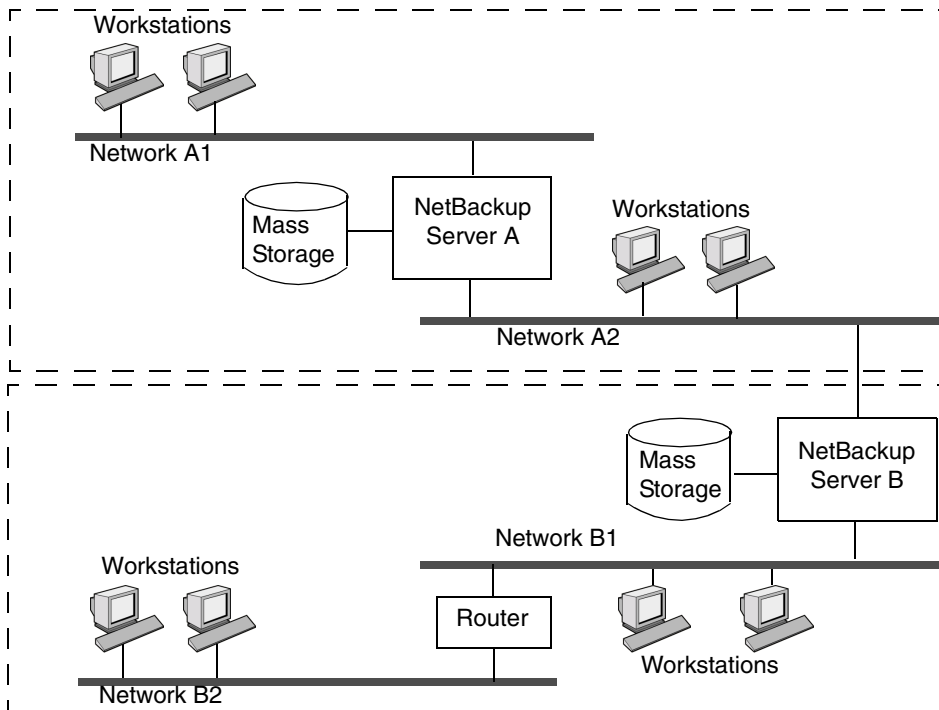 Workstations
Network A1
Mass
Storage
NetBackup
Server A
Workstations
Network A2
Mass
Storage
NetBackup
Server B
Network B1
Workstations
Router
Workstations
Network B2